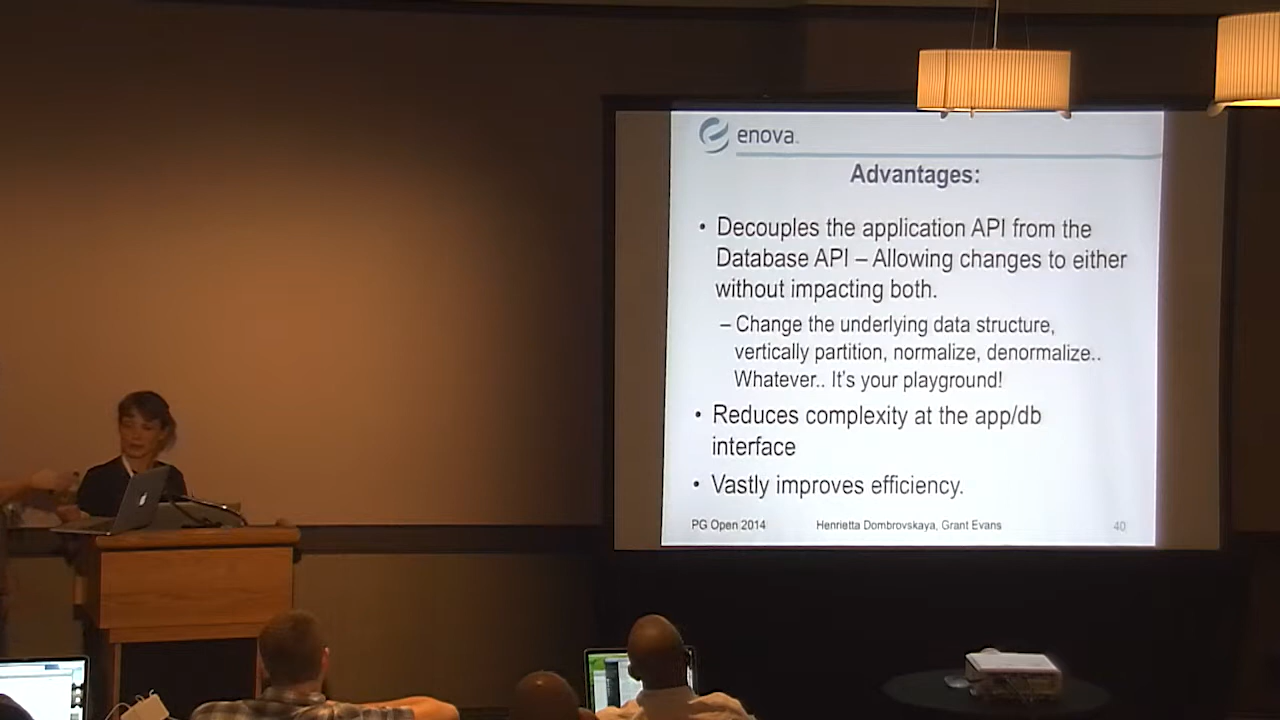 enova
Advantages:
• Decouples the application API from the
Database API – Allowing changes to either
without impacting both.
– Change the underlying data structure,
vertically partition, normalize, denormalize..
Whatever.. It's your playground!
• Reduces complexity at the app/db
interface
• Vastly improves efficiency.
PG Open 2014 Henrietta Dombrovskaya, Grant Evans 40